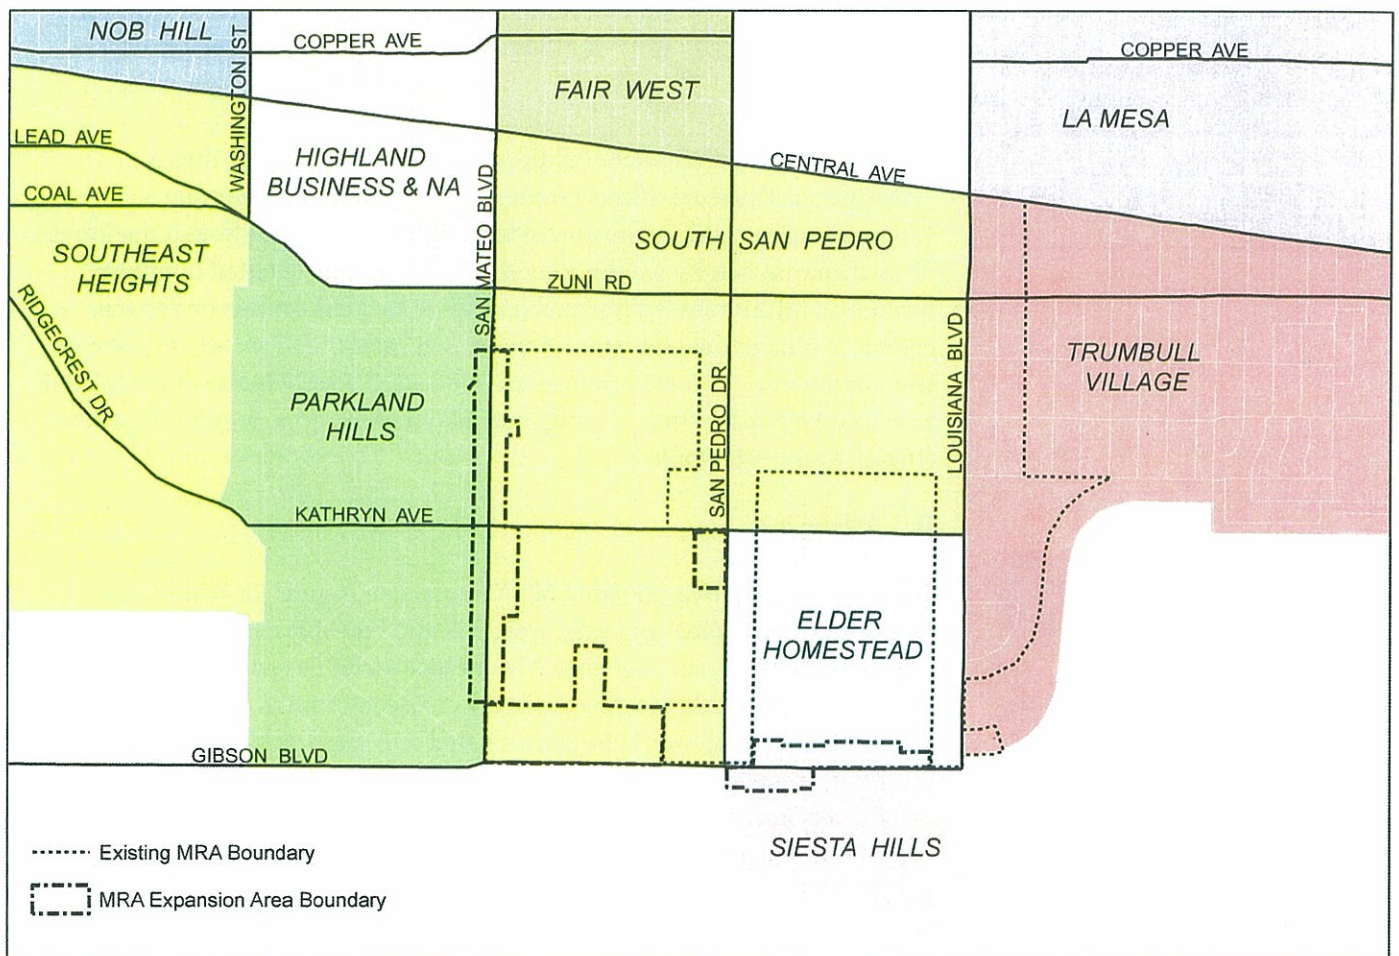 NOB HILL
WASHINGTON ST
COPPER AVE
COPPER AVE
FAIR WEST
LA MESA
LEAD AVE
HIGHLAND
BUSINESS & NA
CENTRAL AVE
COAL AVE
SAN MATEO BLVD
SOUTHEAST
HEIGHTS
SOUTH SAN PEDRO
ZUNI RD
RIDGECREST DR
LOUISIANA BLVD
TRUMBULL
VILLAGE
PARKLAND
HILLS
SAN PEDRO DR
KATHRYN AVE
ELDER
HOMESTEAD
GIBSON BLVD
SIESTA HILLS
Existing MRA Boundary
MRA Expansion Area Boundary